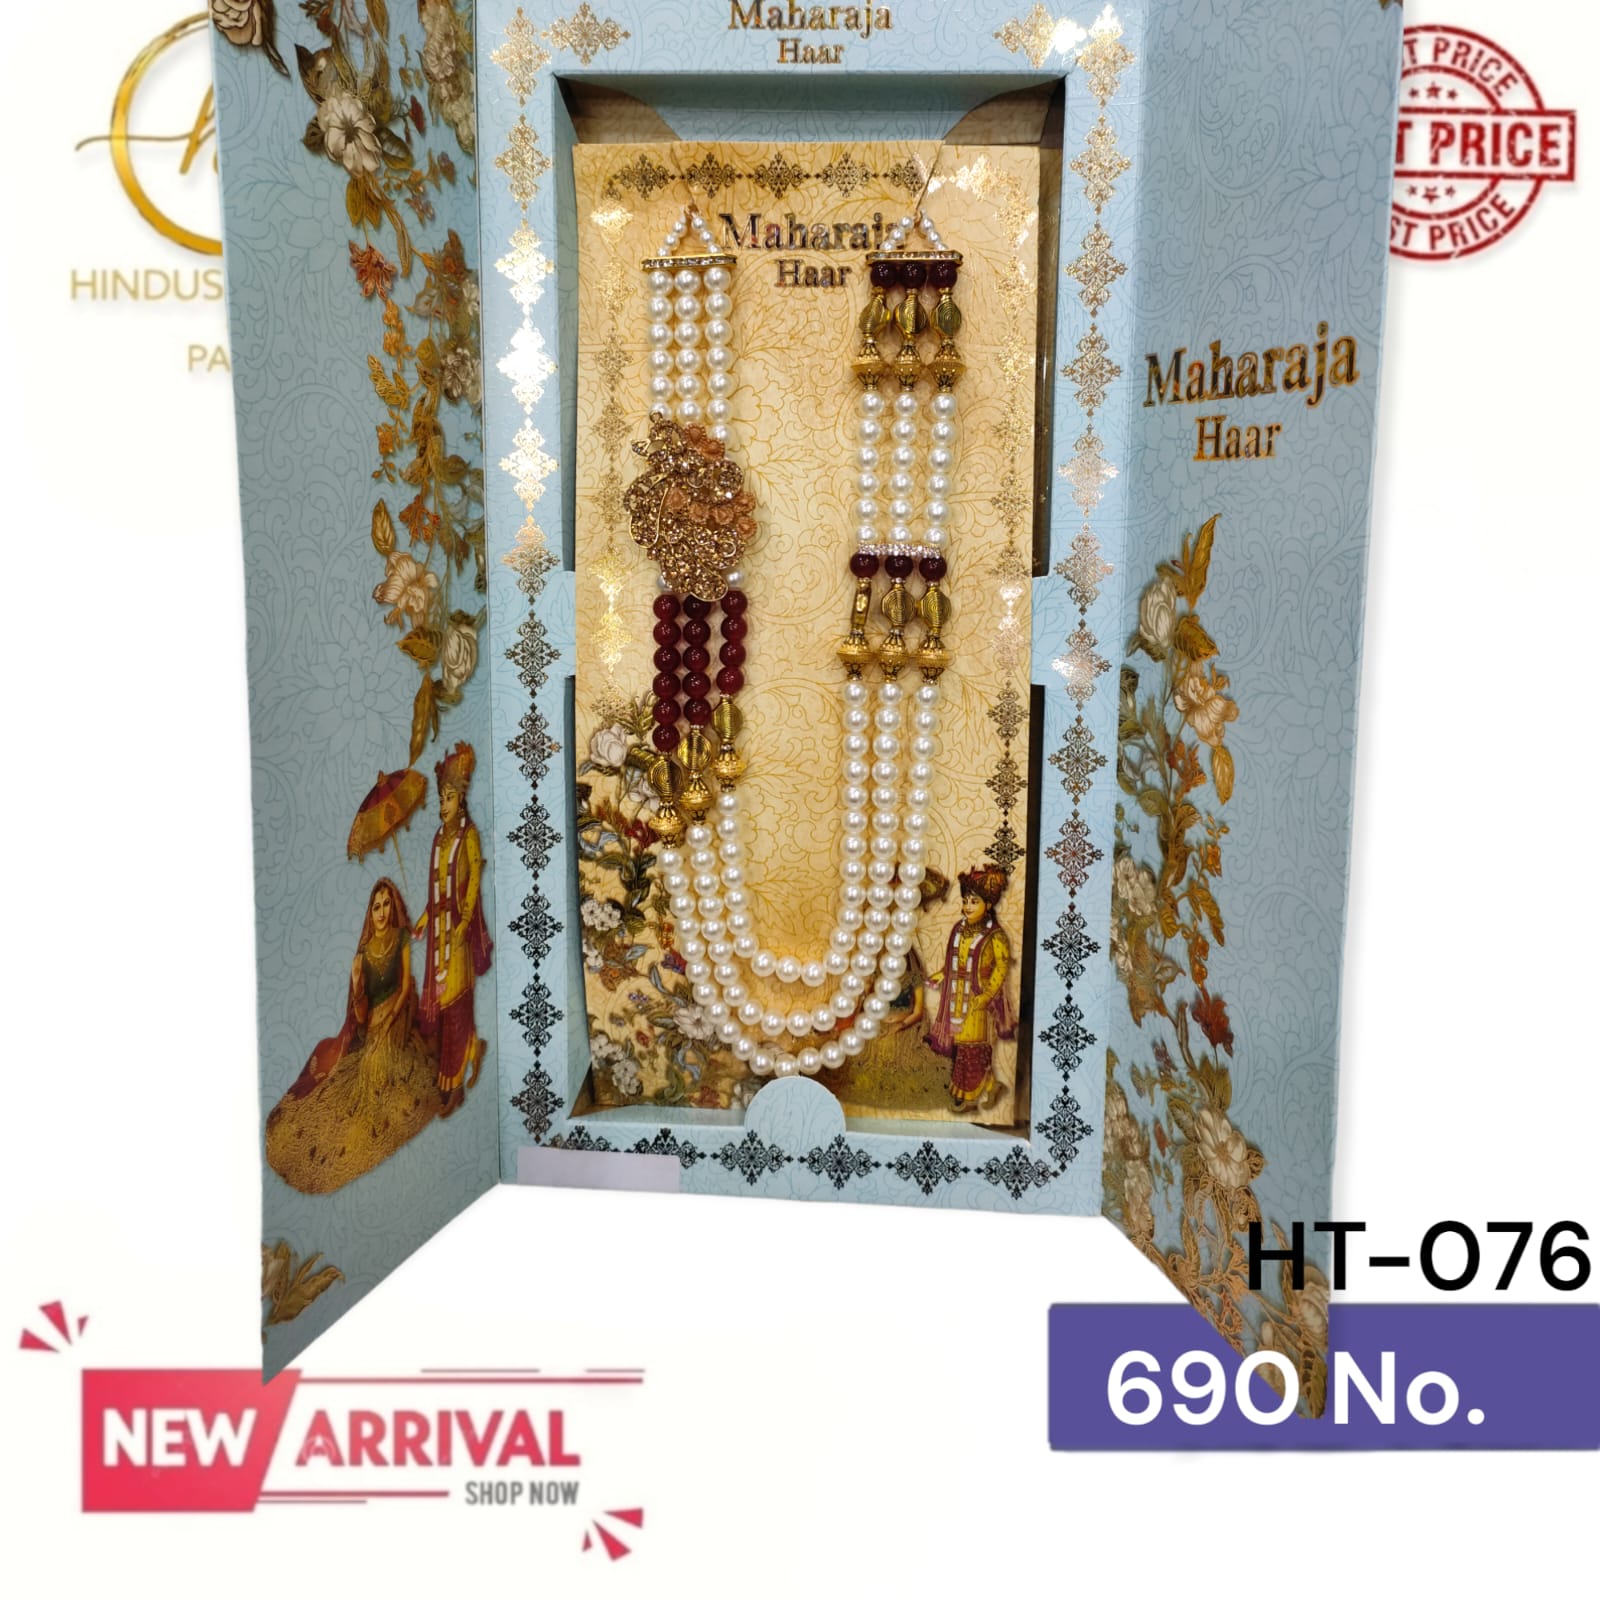 Maharaja
Haar
Maharaja
Haar
Maharaja
Haar
HINDUS
PA
T PRICE
T PRICE
ST PRICE
HT-076
690 No.
NEW ARRIVAL
SHOP NOW